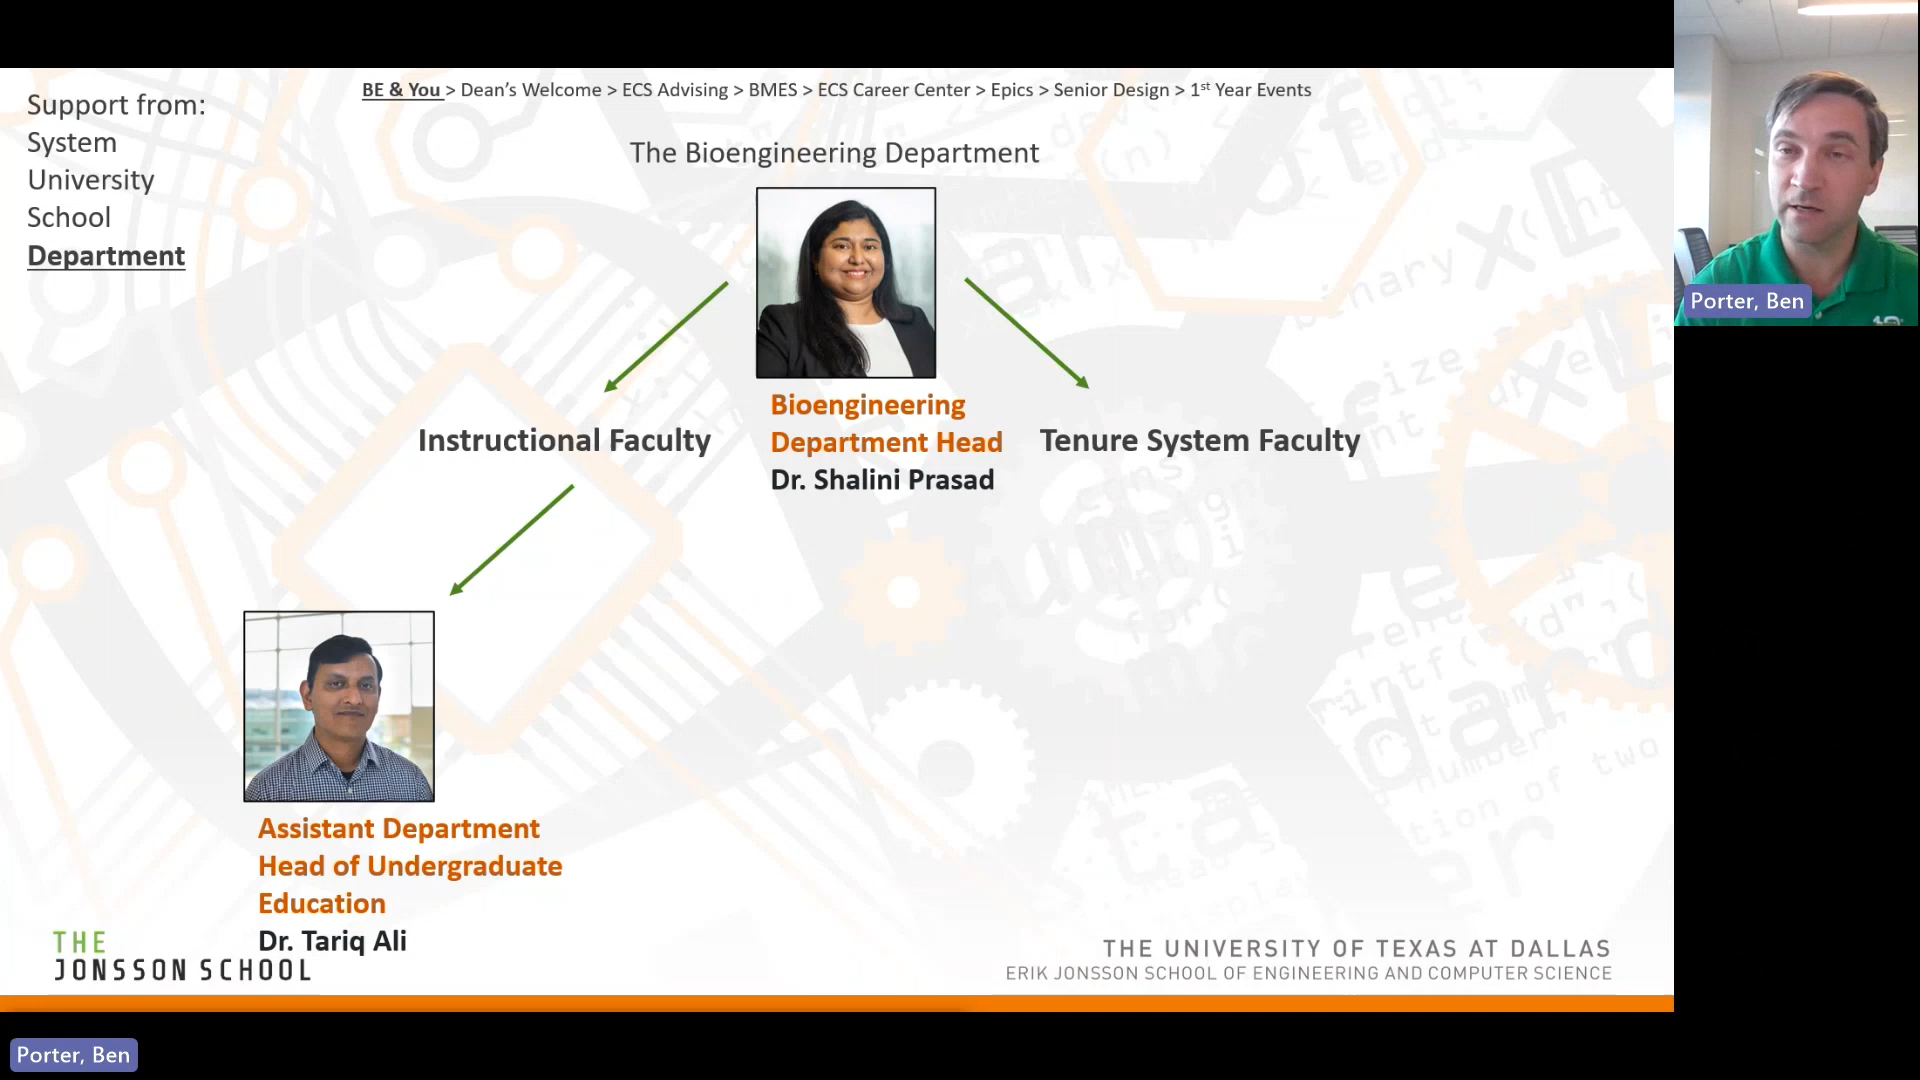 BE & You > Dean's Welcome > ECS Advising > BMES > ECS Career Center > Epics > Senior Design > 1st Year Events
Support from:
System
University
School
Department
The Bioengineering Department
Bioengineering
Department Head
Dr. Shalini Prasad
Instructional Faculty
Tenure System Faculty
Assistant Department
Head of Undergraduate
Education
Dr. Tariq Ali
THE
JONSSON SCHOOL
THE UNIVERSITY OF TEXAS AT DALLAS
ERIK JONSSON SCHOOL OF ENGINEERING AND COMPUTER SCIENCE
Porter, Ben
Porter, Ben